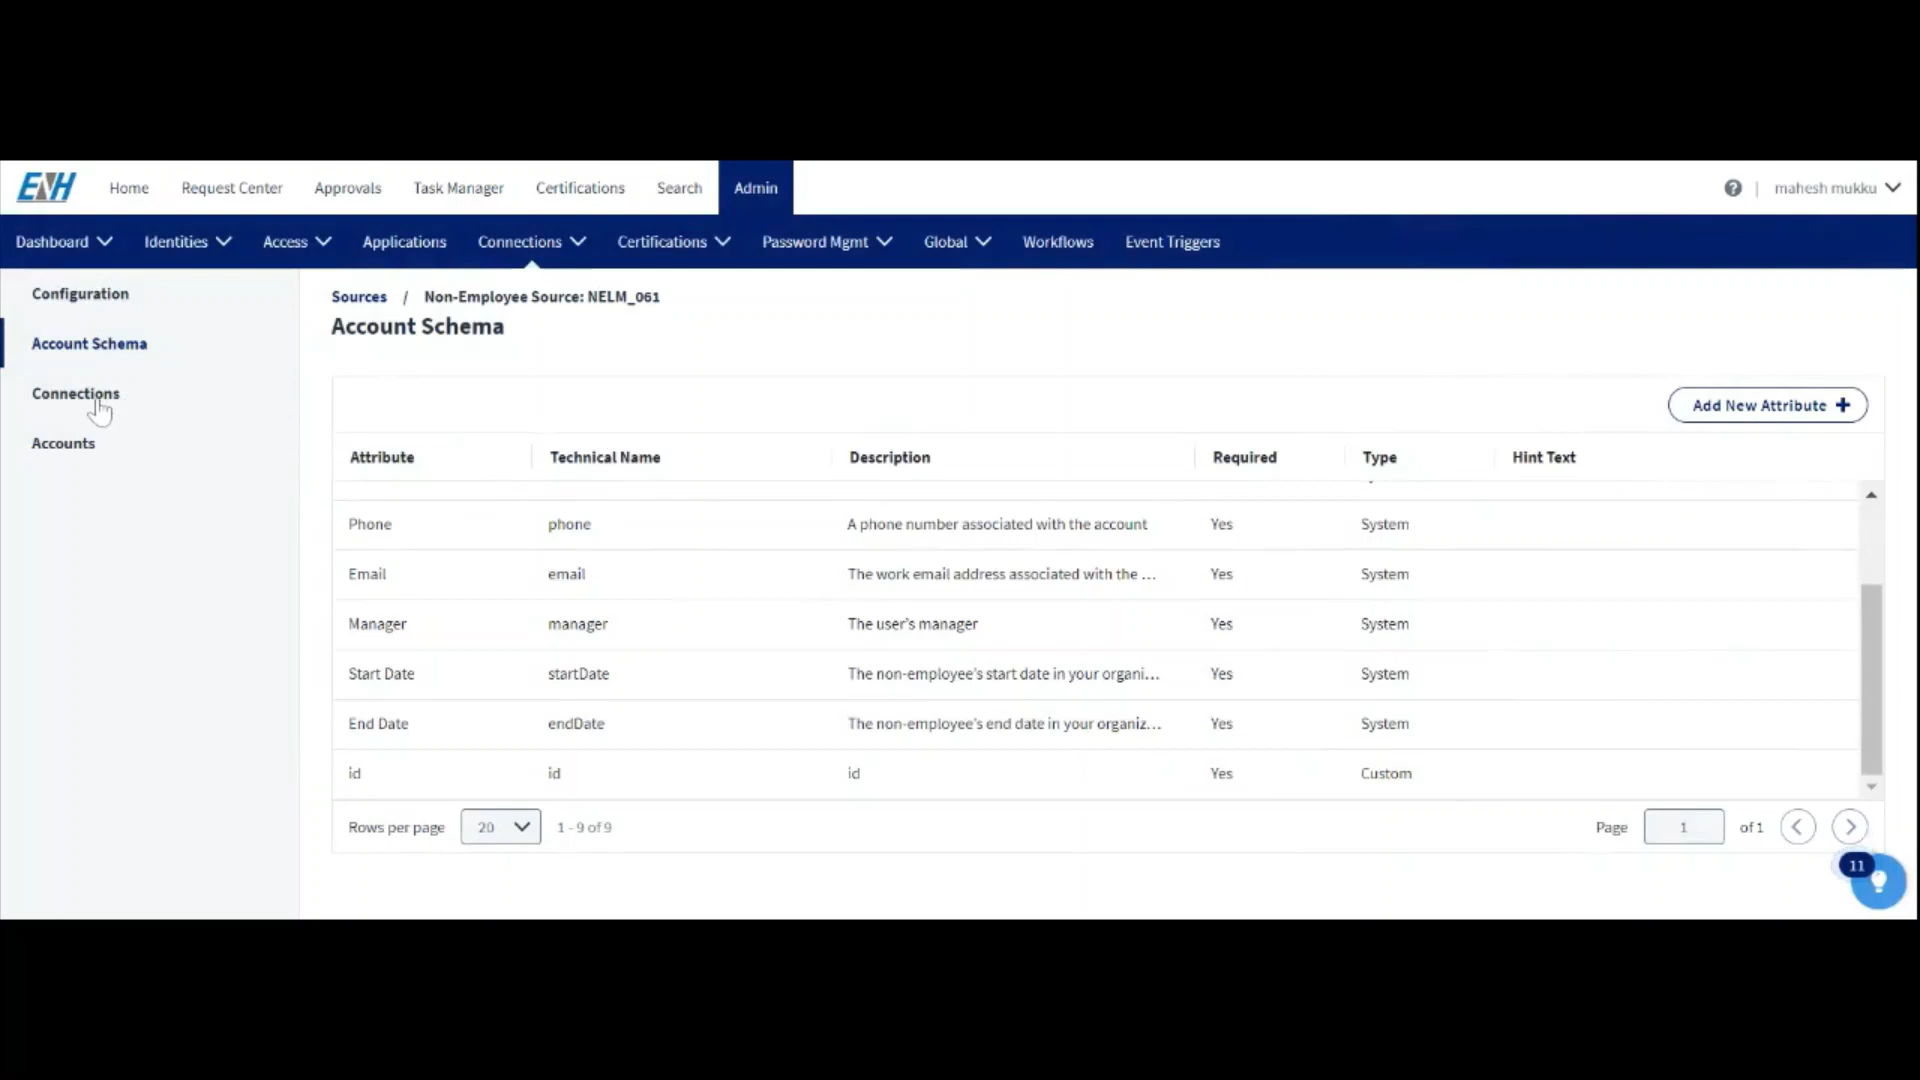 ENH Home Request Center Approvals Task Manager Certifications Search Admin ? | mahesh mukku
Dashboard Identities Access Applications Connections Certifications Password Mgmt Global Workflows Event Triggers
Configuration
Account Schema
Connections
Accounts
Sources / Non-Employee Source: NELM_061
Account Schema
Add New Attribute +
Attribute Technical Name Description Required Type Hint Text
Phone phone A phone number associated with the account Yes System
Email email The work email address associated with the ... Yes System
Manager manager The user's manager Yes System
Start Date startDate The non-employee's start date in your organi... Yes System
End Date endDate The non-employee's end date in your organiz... Yes System
id id id Yes Custom
Rows per page 20 1 - 9 of 9 Page 1 of 1
11